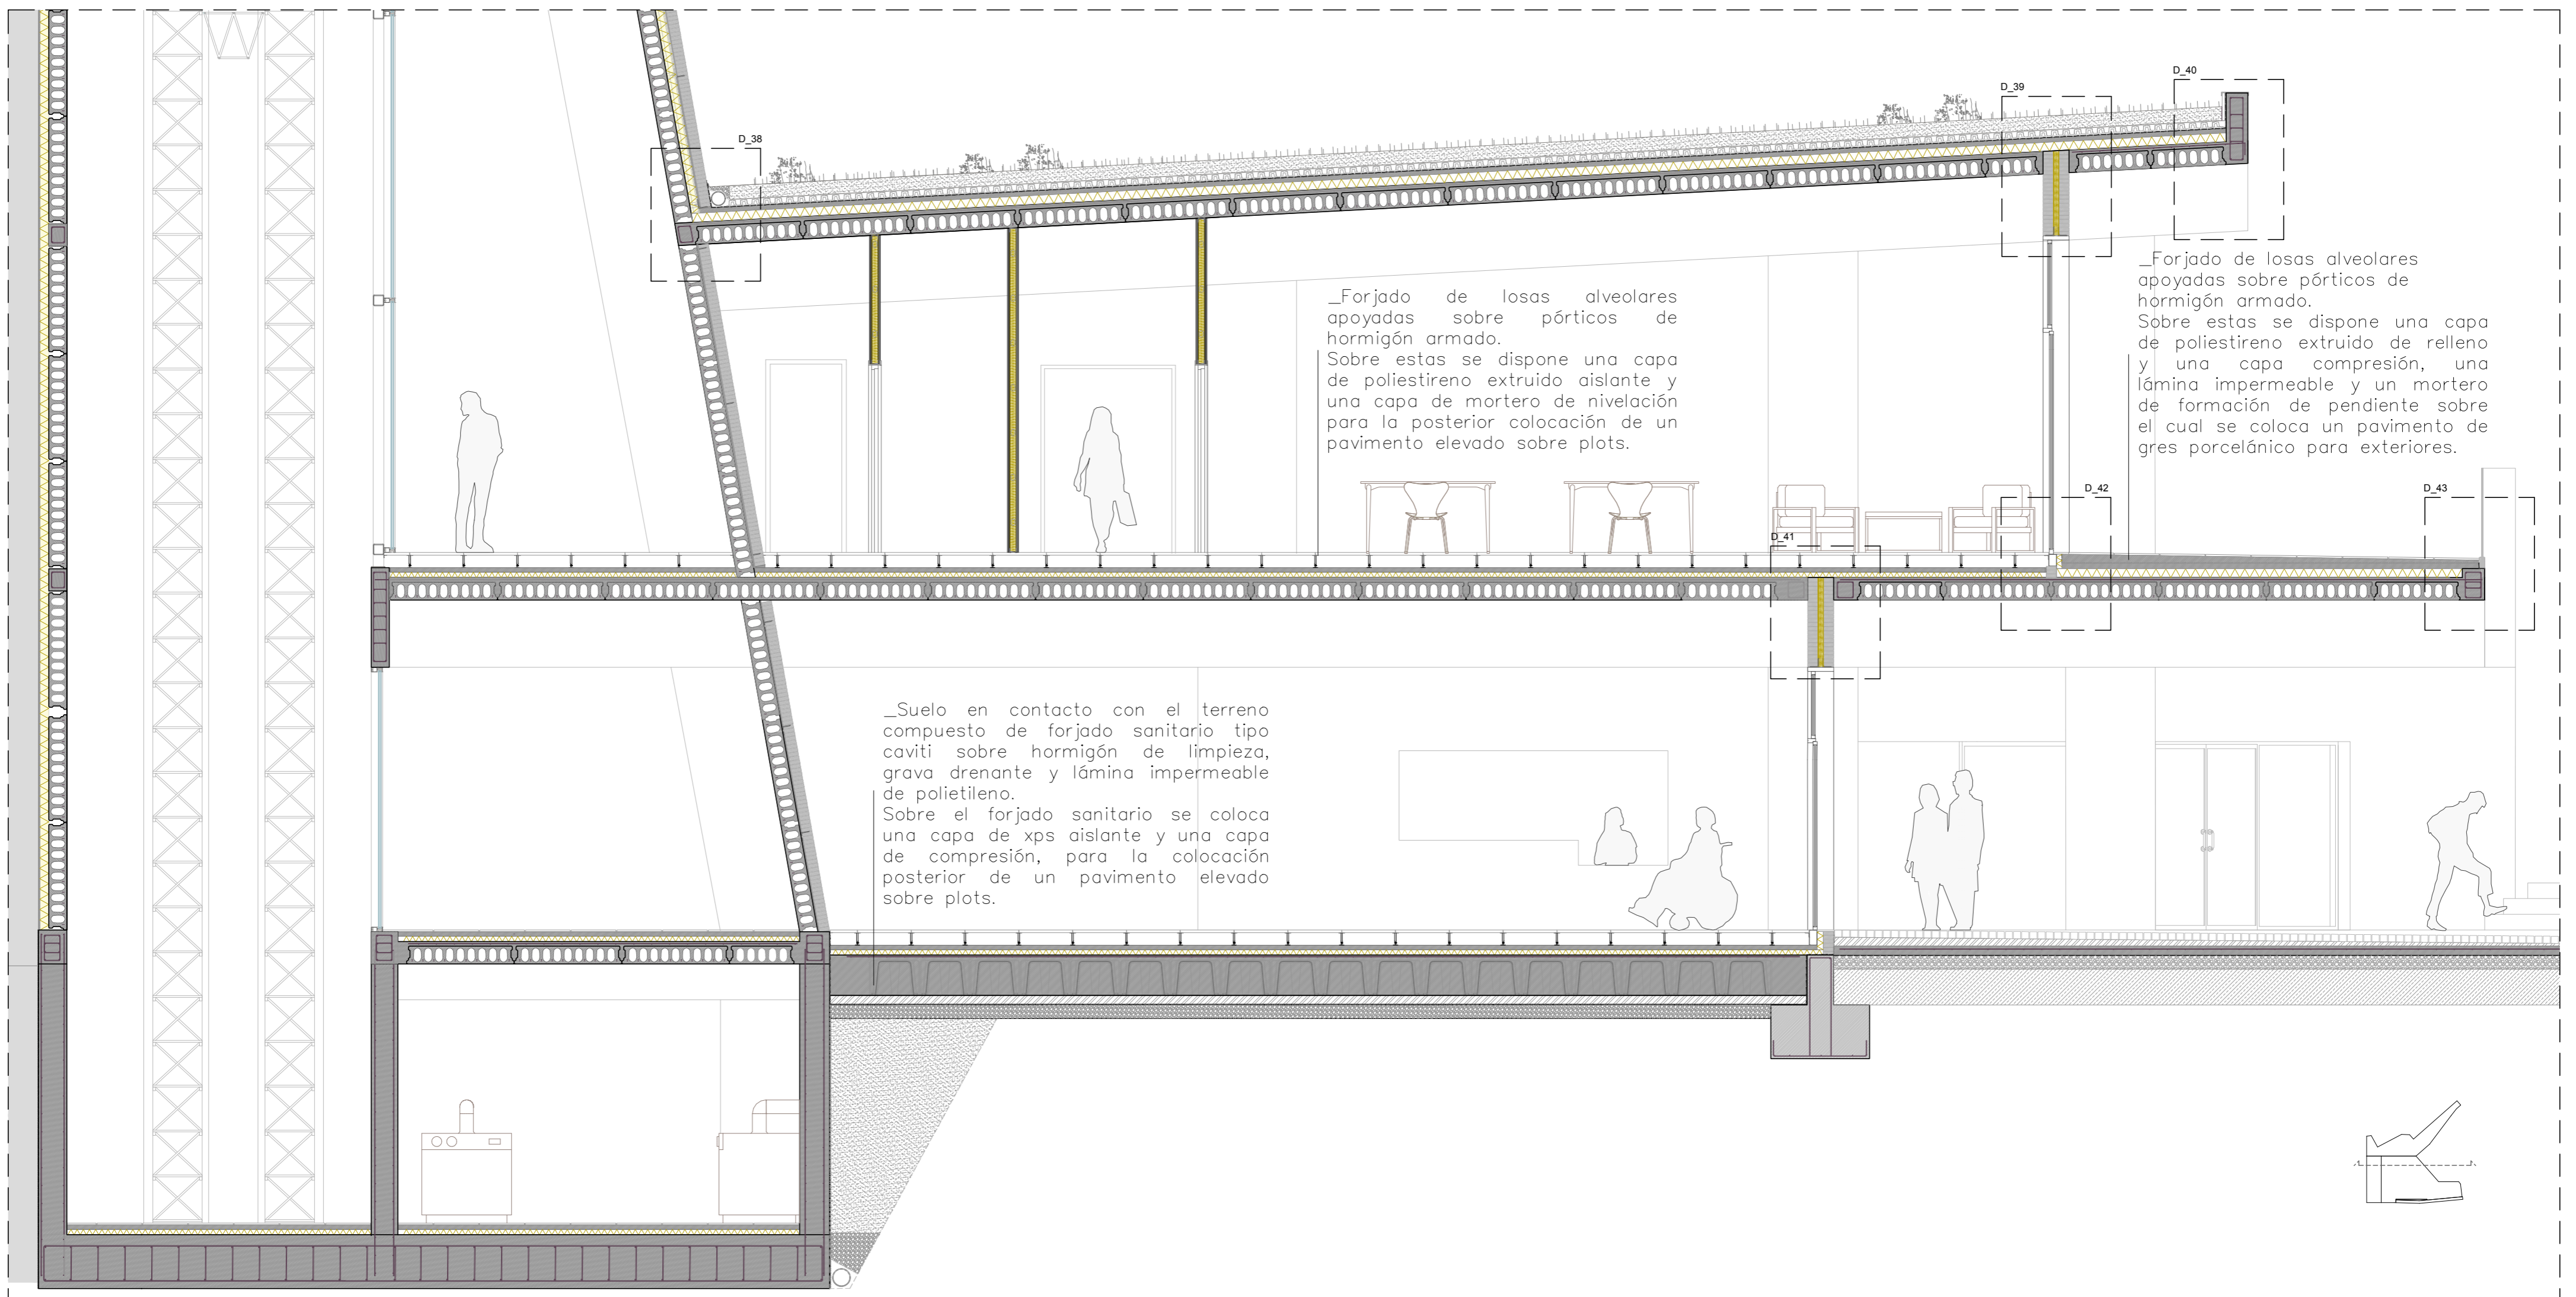 D_40
D_39
D_38
_Forjado de losas alveolares
apoyadas sobre pórticos de
hormigón armado.
Sobre estas se dispone una capa
de poliestireno extruido de relleno
y una capa compresión, una
lámina impermeable y un mortero
de formación de pendiente sobre
el cual se coloca un pavimento de
gres porcelánico para exteriores.
_Forjado de losas alveolares
apoyadas sobre pórticos de
hormigón armado.
Sobre estas se dispone una capa
de poliestireno extruido aislante y
una capa de mortero de nivelación
para la posterior colocación de un
pavimento elevado sobre plots.
D_42
D_43
D_41
_Suelo en contacto con el terreno
compuesto de forjado sanitario tipo
caviti sobre hormigón de limpieza,
grava drenante y lámina impermeable
de polietileno.
Sobre el forjado sanitario se coloca
una capa de xps aislante y una capa
de compresión, para la colocación
posterior de un pavimento elevado
sobre plots.